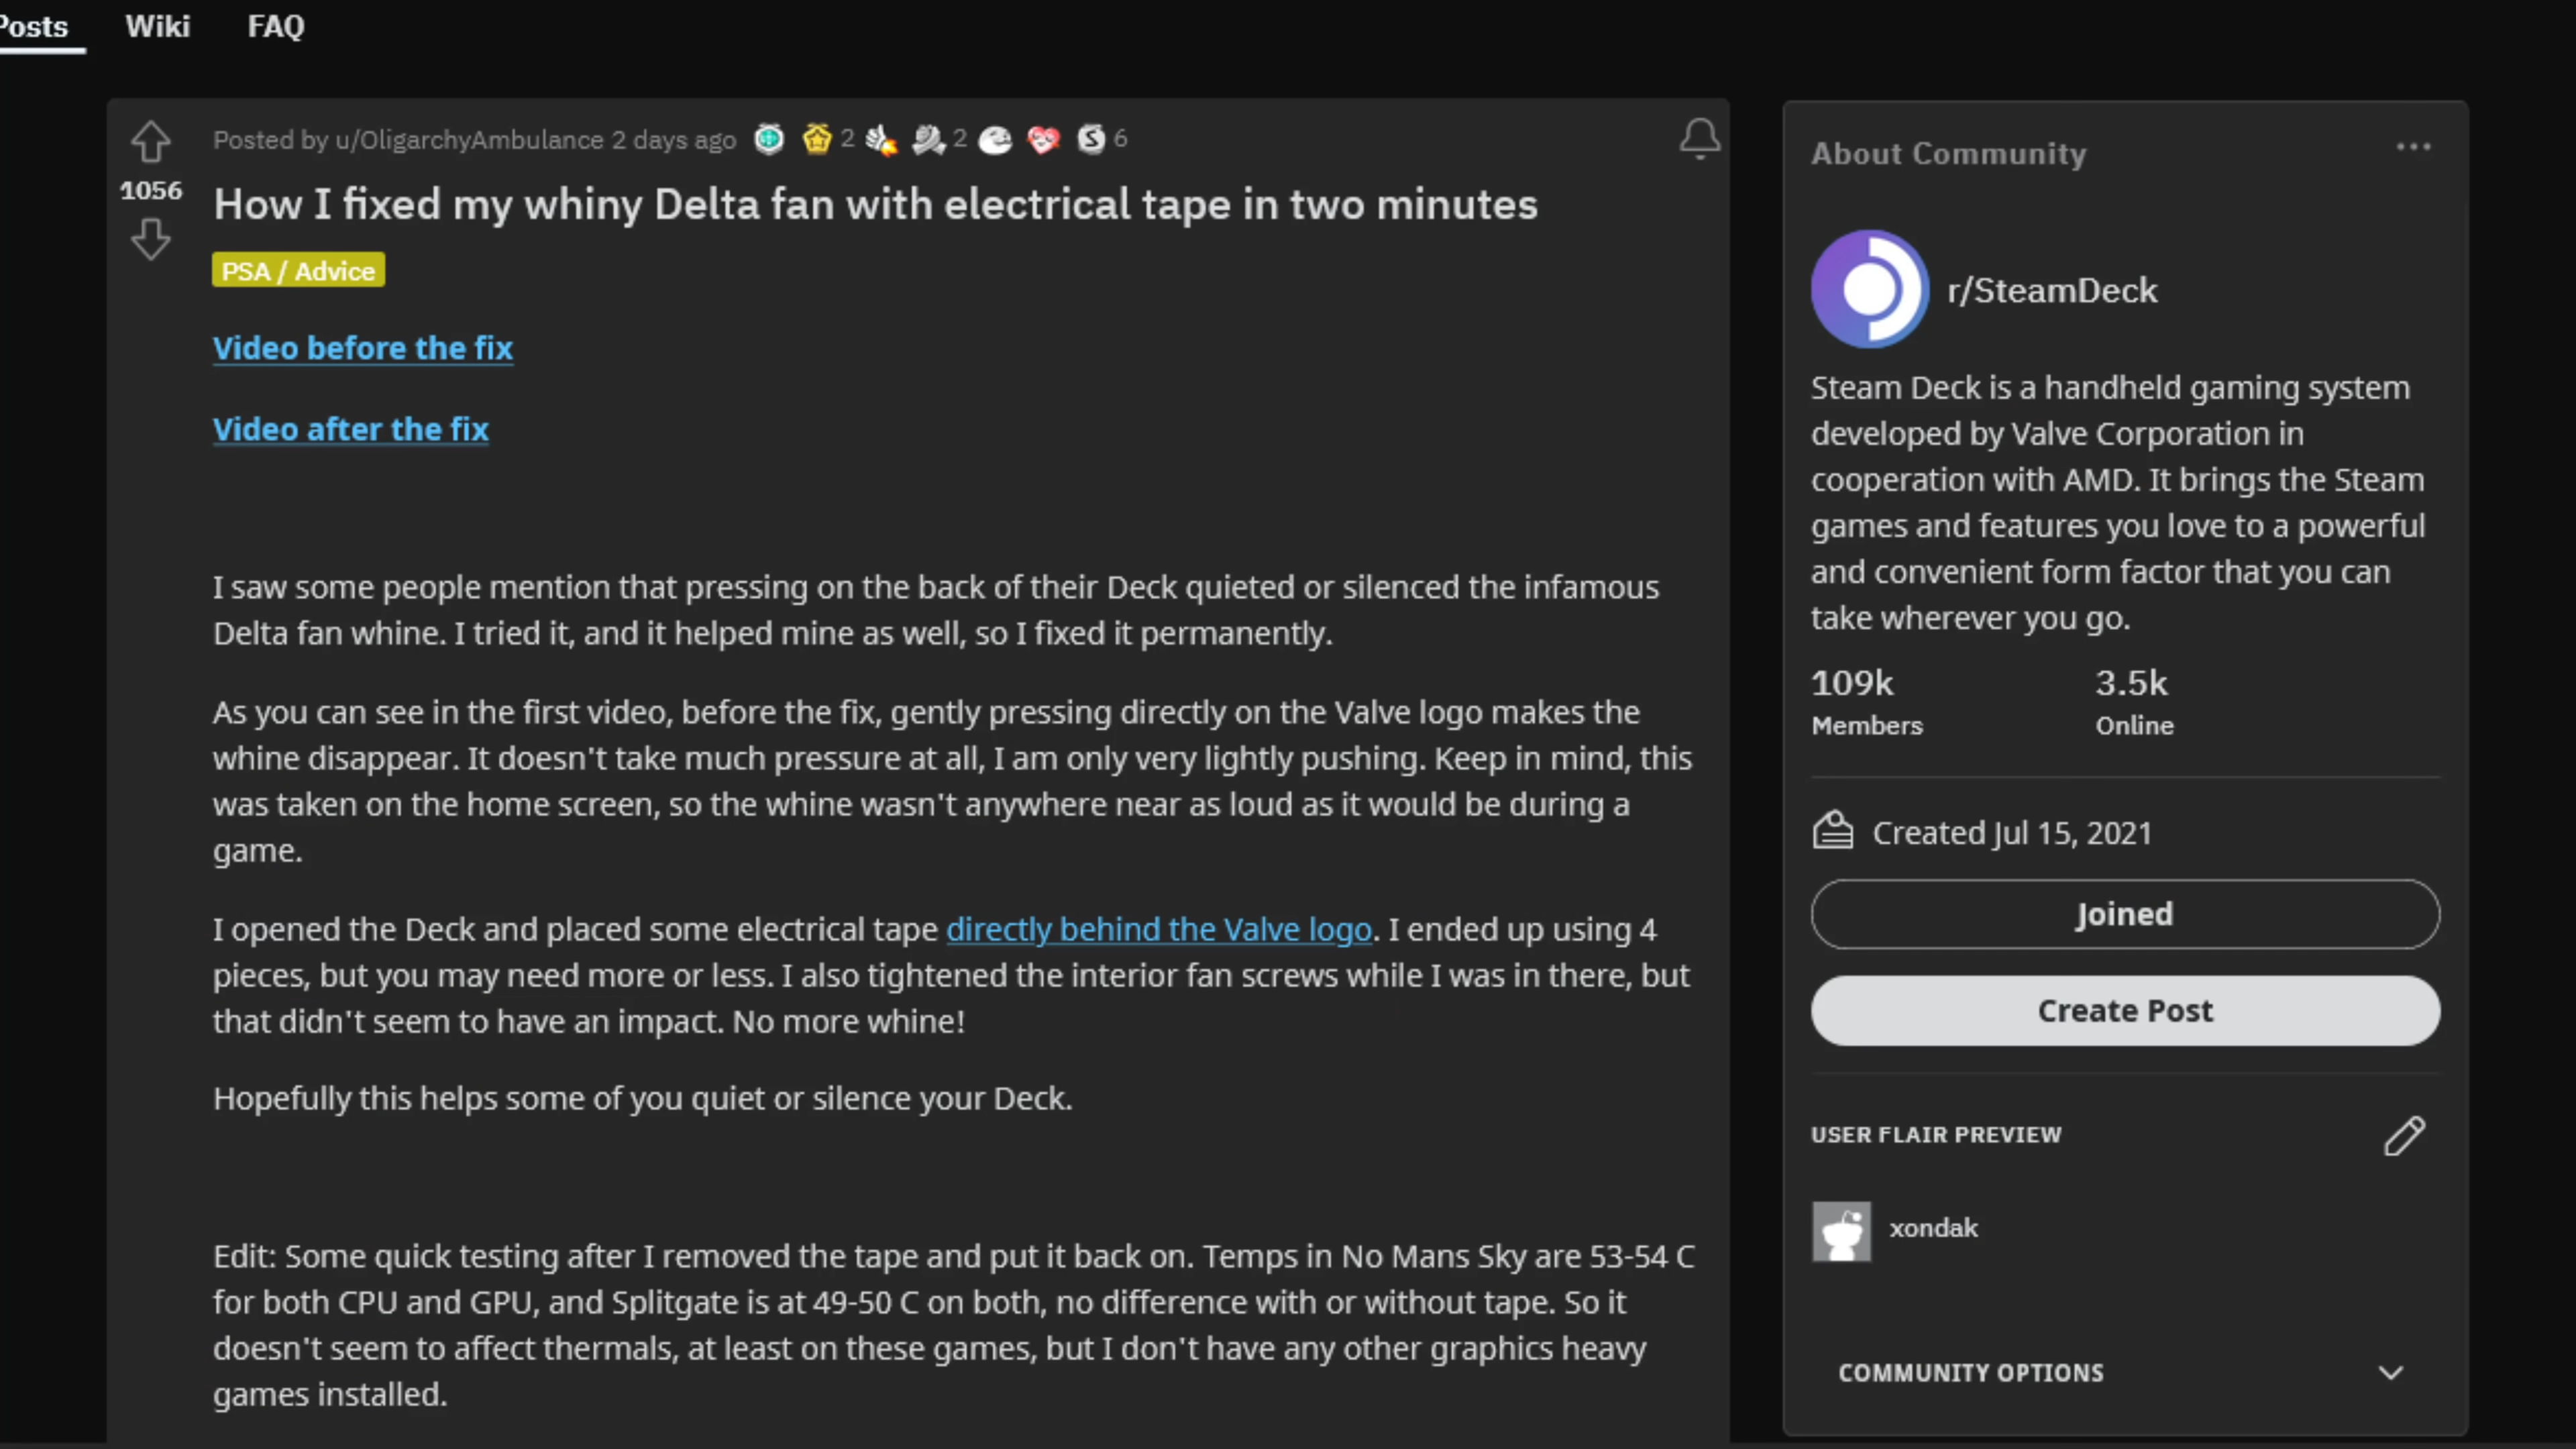 Posts Wiki FAQ
Posted by u/OligarchyAmbulance 2 days ago 2 2 6
1056
How I fixed my whiny Delta fan with electrical tape in two minutes
PSA / Advice
Video before the fix
Video after the fix
I saw some people mention that pressing on the back of their Deck quieted or silenced the infamous
Delta fan whine. I tried it, and it helped mine as well, so I fixed it permanently.
As you can see in the first video, before the fix, gently pressing directly on the Valve logo makes the
whine disappear. It doesn't take much pressure at all, I am only very lightly pushing. Keep in mind, this
was taken on the home screen, so the whine wasn't anywhere near as loud as it would be during a
game.
I opened the Deck and placed some electrical tape directly behind the Valve logo. I ended up using 4
pieces, but you may need more or less. I also tightened the interior fan screws while I was in there, but
that didn't seem to have an impact. No more whine!
Hopefully this helps some of you quiet or silence your Deck.
Edit: Some quick testing after I removed the tape and put it back on. Temps in No Mans Sky are 53-54 C
for both CPU and GPU, and Splitgate is at 49-50 C on both, no difference with or without tape. So it
doesn't seem to affect thermals, at least on these games, but I don't have any other graphics heavy
games installed.
About Community
r/SteamDeck
Steam Deck is a handheld gaming system
developed by Valve Corporation in
cooperation with AMD. It brings the Steam
games and features you love to a powerful
and convenient form factor that you can
take wherever you go.
109k 3.5k
Members Online
Created Jul 15, 2021
Joined
Create Post
USER FLAIR PREVIEW
xondak
COMMUNITY OPTIONS